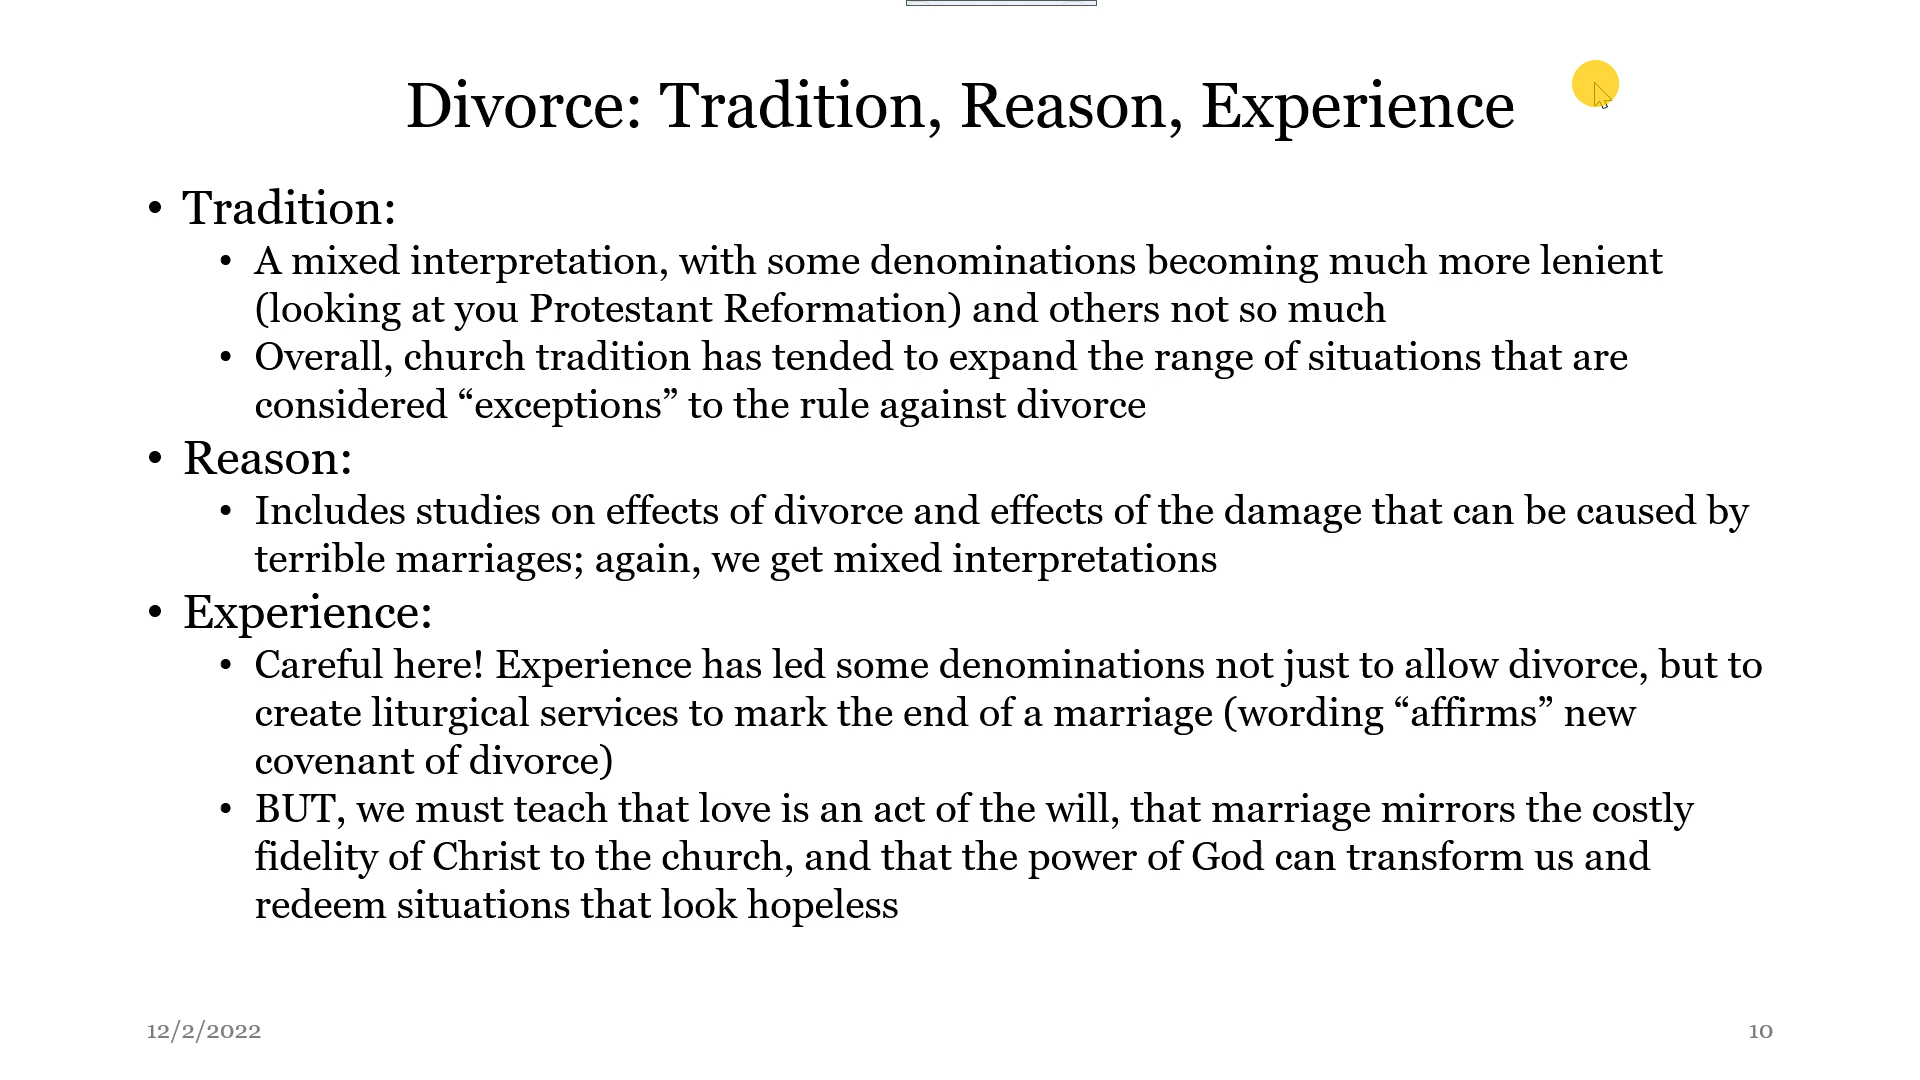 Divorce: Tradition, Reason, Experience
• Tradition:
• A mixed interpretation, with some denominations becoming much more lenient
(looking at you Protestant Reformation) and others not so much
• Overall, church tradition has tended to expand the range of situations that are
considered “exceptions” to the rule against divorce
• Reason:
• Includes studies on effects of divorce and effects of the damage that can be caused by
terrible marriages; again, we get mixed interpretations
• Experience:
• Careful here! Experience has led some denominations not just to allow divorce, but to
create liturgical services to mark the end of a marriage (wording “affirms” new
covenant of divorce)
• BUT, we must teach that love is an act of the will, that marriage mirrors the costly
fidelity of Christ to the church, and that the power of God can transform us and
redeem situations that look hopeless
12/2/2022
10